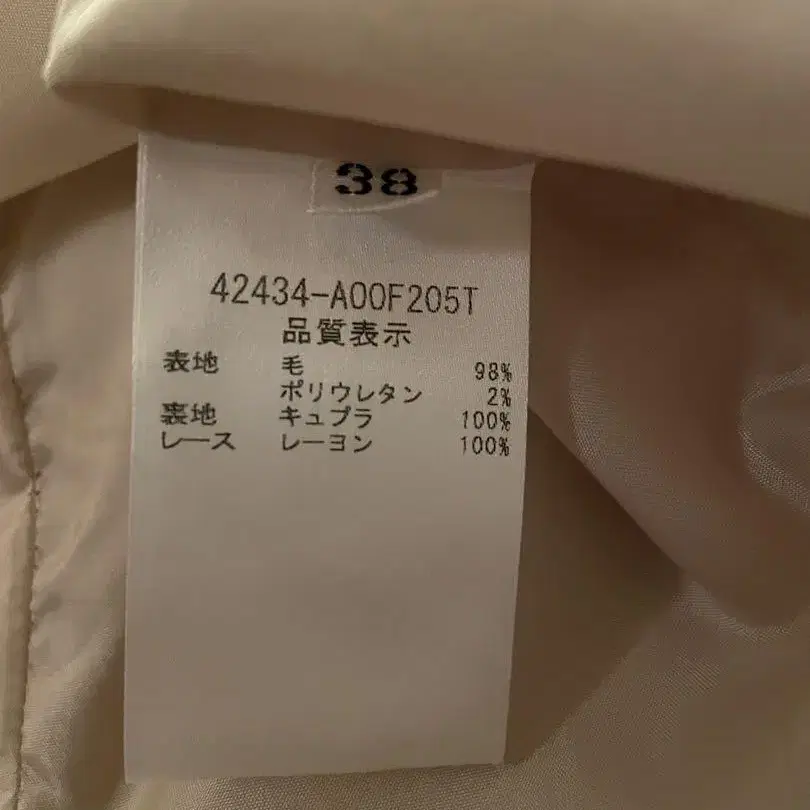 38
42434-A00F205T
品質表示
表地 毛 98%
ポリウレタン 2%
裏地 キュプラ 100%
レース レーヨン 100%